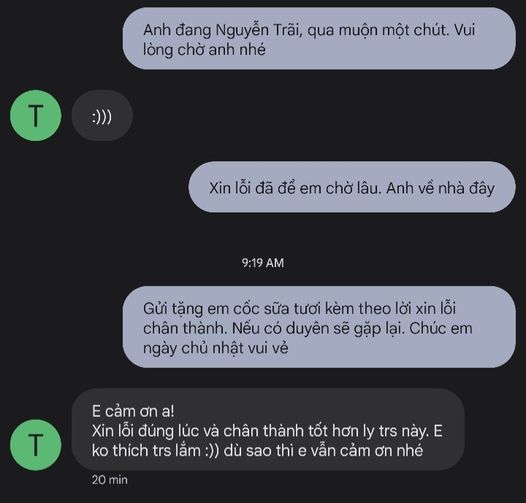 Anh đang Nguyễn Trãi, qua muộn một chút. Vui
lòng chờ anh nhé
T
:)))
Xin lỗi đã để em chờ lâu. Anh về nhà đây
9:19 AM
Gửi tặng em cốc sữa tươi kèm theo lời xin lỗi
chân thành. Nếu có duyên sẽ gặp lại. Chúc em
ngày chủ nhật vui vẻ
E cảm ơn a!
Xin lỗi đúng lúc và chân thành tốt hơn ly trs này. E
ko thích trs lắm :)) dù sao thì e vẫn cảm ơn nhé
T
20 min